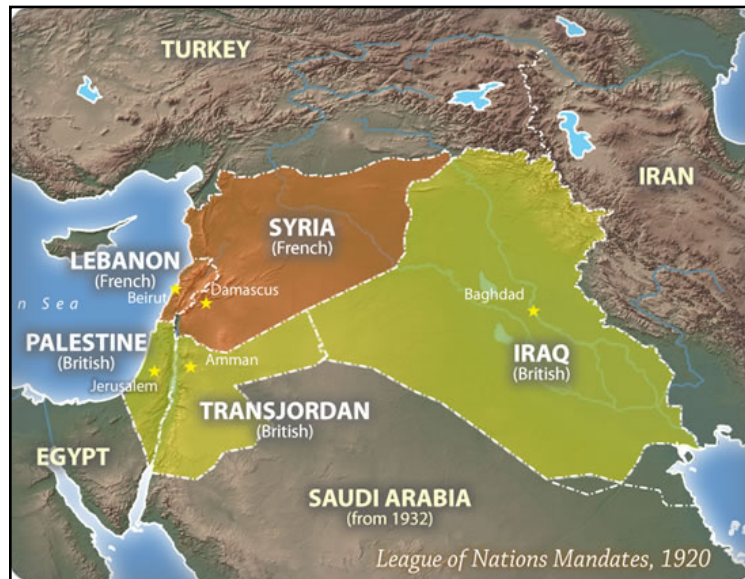 TURKEY
IRAN
SYRIA
(French)
LEBANON
(French)
Beirut
Damascus
n Sea
Baghdad
PALESTINE
(British)
Amman
IRAQ
(British)
Jerusalem
TRANSJORDAN
(British)
EGYPT
SAUDI ARABIA
(from 1932)
League of Nations Mandates, 1920